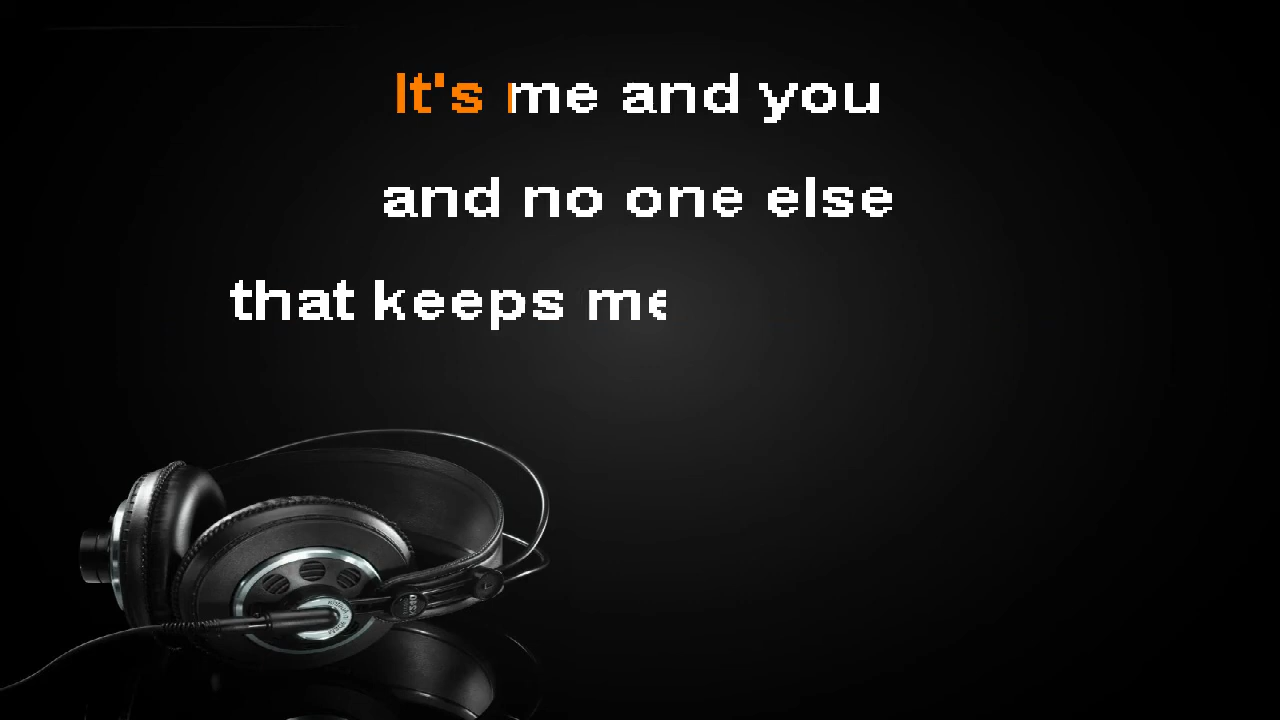 It's me and you
and no one else
that keeps me